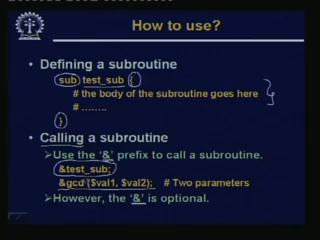 How to use?
• Defining a subroutine
sub test_sub {
# the body of the subroutine goes here
# ........
}
• Calling a subroutine
➢Use the '&' prefix to call a subroutine.
&test_sub;
&gcd ($val1, $val2); # Two parameters
➢However, the '&' is optional.